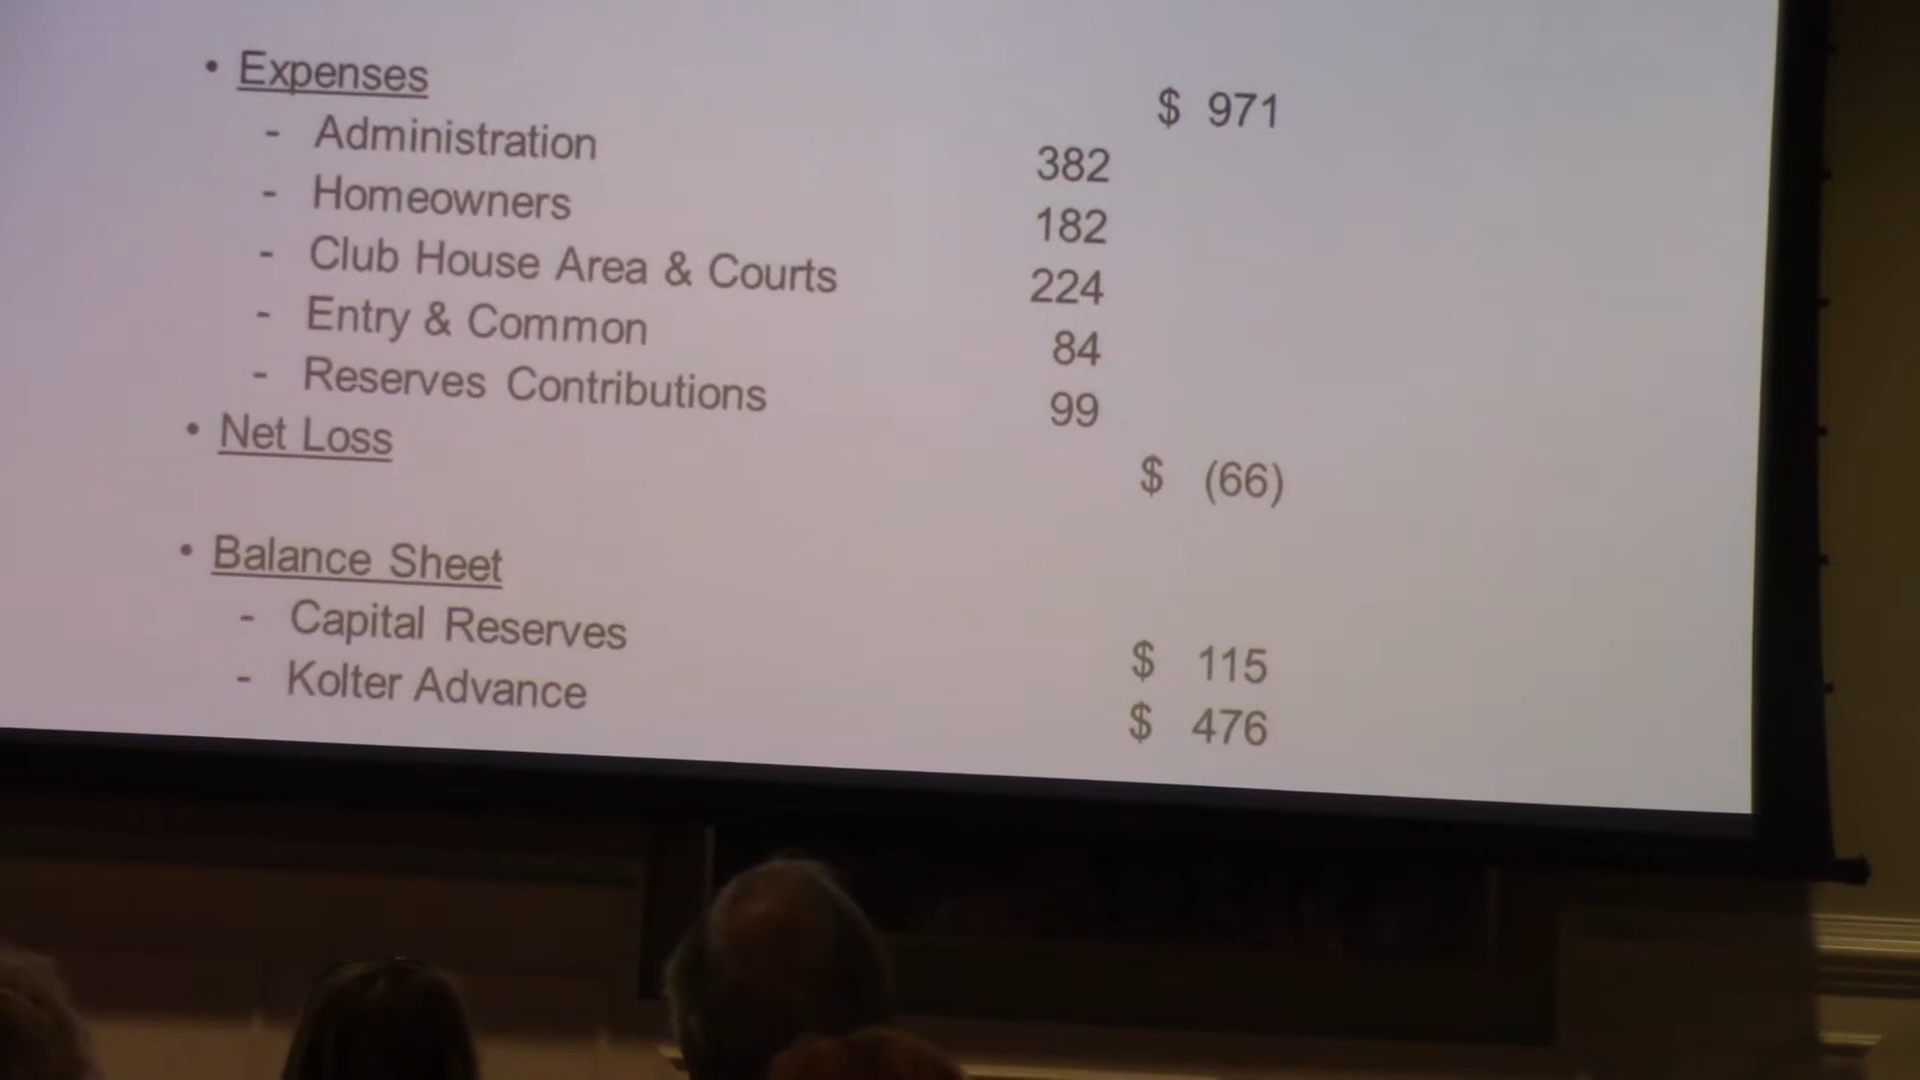 • Expenses $ 971
- Administration 382
- Homeowners 182
- Club House Area & Courts 224
- Entry & Common 84
- Reserves Contributions 99
• Net Loss $ (66)
• Balance Sheet
- Capital Reserves $ 115
- Kolter Advance $ 476